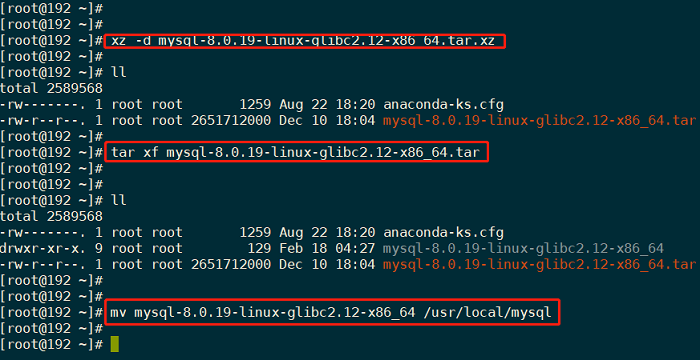 [root@192 ~]#
[root@192 ~]#
[root@192 ~]# xz -d mysql-8.0.19-linux-glibc2.12-x86_64.tar.xz
[root@192 ~]#
[root@192 ~]# ll
total 2589568
-rw-------. 1 root root       1259 Aug 22 18:20 anaconda-ks.cfg
-rw-r--r--. 1 root root 2651712000 Dec 10 18:04 mysql-8.0.19-linux-glibc2.12-x86_64.tar
[root@192 ~]#
[root@192 ~]# tar xf mysql-8.0.19-linux-glibc2.12-x86_64.tar
[root@192 ~]#
[root@192 ~]#
[root@192 ~]# ll
total 2589568
-rw-------. 1 root root       1259 Aug 22 18:20 anaconda-ks.cfg
drwxr-xr-x. 9 root root        129 Feb 18 04:27 mysql-8.0.19-linux-glibc2.12-x86_64
-rw-r--r--. 1 root root 2651712000 Dec 10 18:04 mysql-8.0.19-linux-glibc2.12-x86_64.tar
[root@192 ~]#
[root@192 ~]#
[root@192 ~]# mv mysql-8.0.19-linux-glibc2.12-x86_64 /usr/local/mysql
[root@192 ~]#
[root@192 ~]#